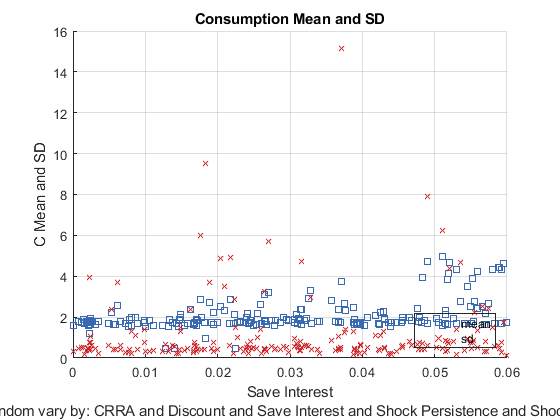 Consumption Mean and SD
C Mean and SD
16
14
12
10
8
6
4
2
0
mean
sd
0 0.01 0.02 0.03 0.04 0.05 0.06
Save Interest
ndom vary by: CRRA and Discount and Save Interest and Shock Persistence and Sho